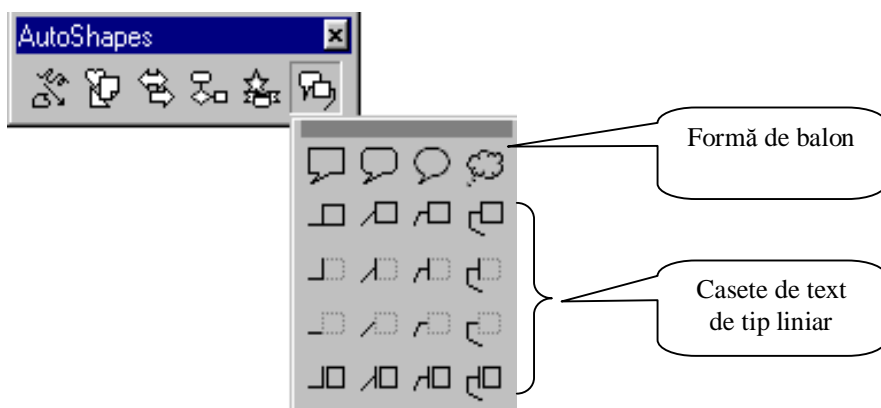 AutoShapes
Formă de balon
Casete de text
de tip liniar